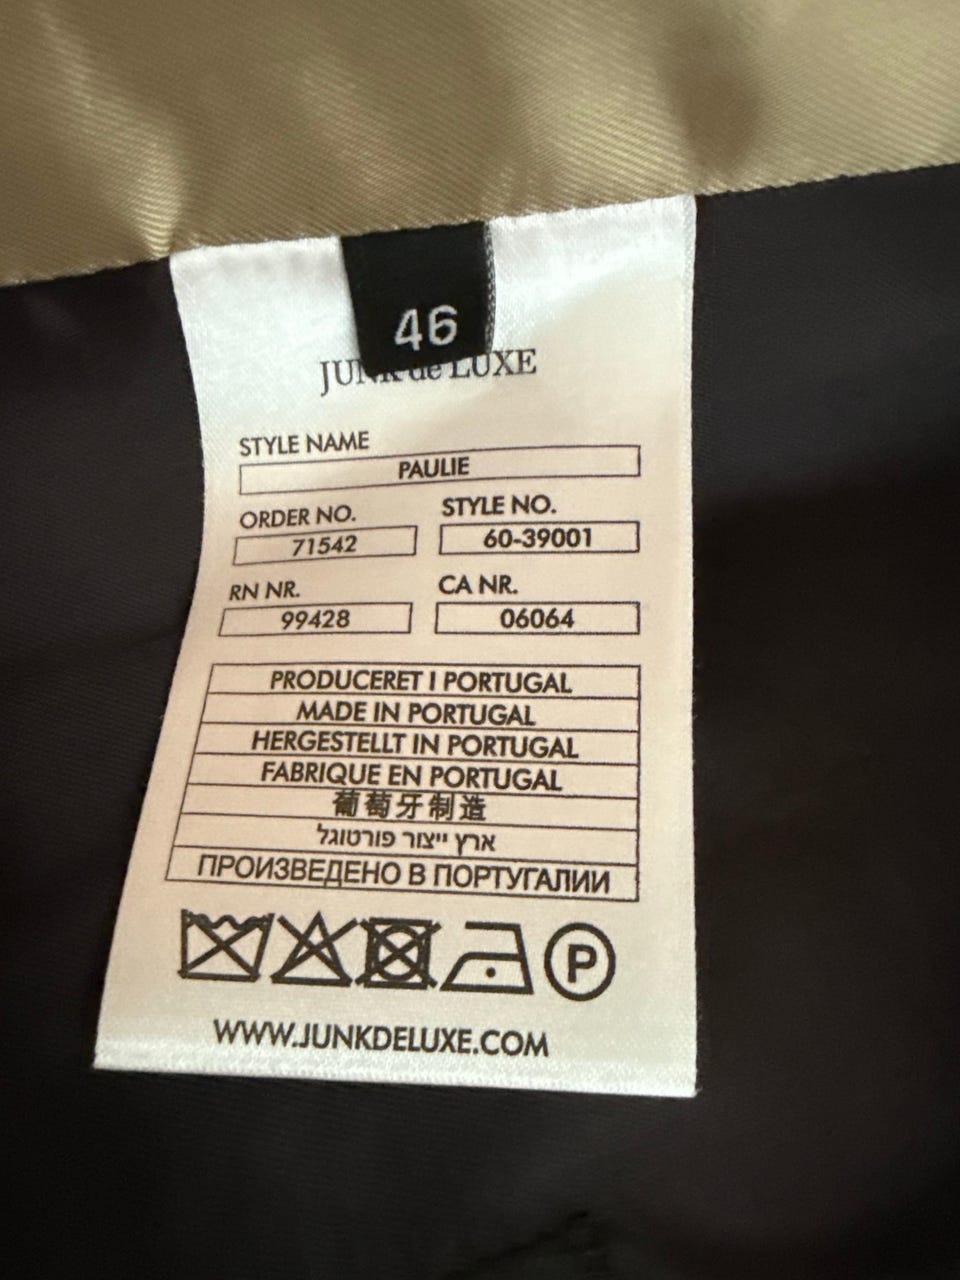 46
JUNK de LUXE
STYLE NAME
PAULIE
ORDER NO.
STYLE NO.
71542
60-39001
RN NR.
CA NR.
99428
06064
PRODUCERET I PORTUGAL
MADE IN PORTUGAL
HERGESTELLT IN PORTUGAL
FABRIQUE EN PORTUGAL
葡萄牙制造
ארץ ייצור פורטוגל
ПРОИЗВЕДЕНО В ПОРТУГАЛИИ
P
WWW.JUNKDELUXE.COM